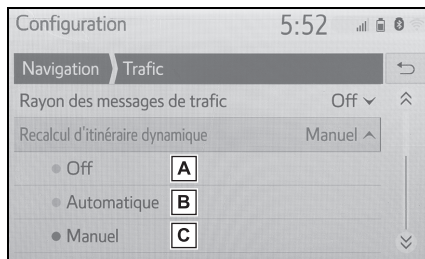 Configuration 5:52
Navigation Trafic
Rayon des messages de trafic Off
Recalcul d'itinéraire dynamique Manuel
Off A
Automatique B
Manuel C